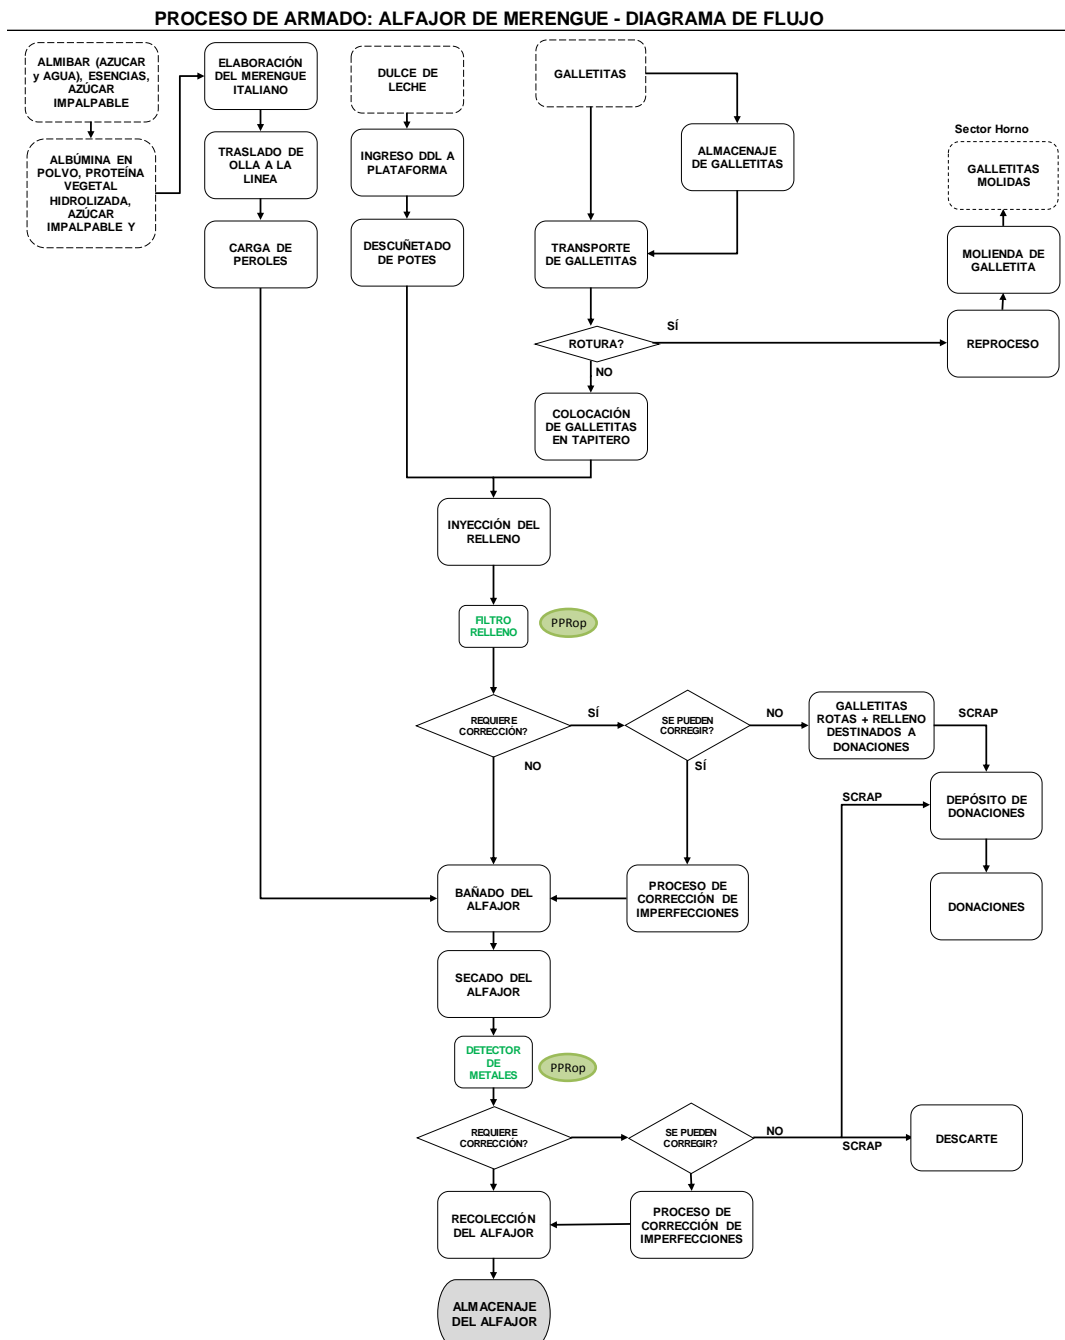 PROCESO DE ARMADO: ALFAJOR DE MERENGUE - DIAGRAMA DE FLUJO
ALMIBAR (AZUCAR
y AGUA), ESENCIAS,
AZÚCAR
IMPALPABLE
ELABORACIÓN
DEL MERENGUE
ITALIANO
DULCE DE
LECHE
GALLETITAS
ALBÚMINA EN
POLVO, PROTEÍNA
VEGETAL
HIDROLIZADA,
AZÚCAR
IMPALPABLE Y
TRASLADO DE
OLLA A LA
LINEA
INGRESO DDL A
PLATAFORMA
ALMACENAJE
DE GALLETITAS
Sector Horno
GALLETITAS
MOLIDAS
CARGA DE
PEROLES
DESCUÑETADO
DE POTES
TRANSPORTE
DE GALLETITAS
MOLIENDA DE
GALLETITA
ROTURA?
SÍ
REPROCESO
NO
COLOCACIÓN
DE GALLETITAS
EN TAPITERO
INYECCIÓN DEL
RELLENO
FILTRO
RELLENO
PPRop
REQUIERE
CORRECCIÓN?
SÍ
SE PUEDEN
CORREGIR?
NO
GALLETITAS
ROTAS + RELLENO
DESTINADOS A
DONACIONES
SCRAP
NO
SÍ
SCRAP
DEPÓSITO DE
DONACIONES
BAÑADO DEL
ALFAJOR
PROCESO DE
CORRECCIÓN DE
IMPERFECCIONES
DONACIONES
SECADO DEL
ALFAJOR
DETECTOR
DE
METALES
PPRop
REQUIERE
CORRECCIÓN?
SE PUEDEN
CORREGIR?
NO
SCRAP
DESCARTE
RECOLECCIÓN
DEL ALFAJOR
PROCESO DE
CORRECCIÓN DE
IMPERFECCIONES
ALMACENAJE
DEL ALFAJOR